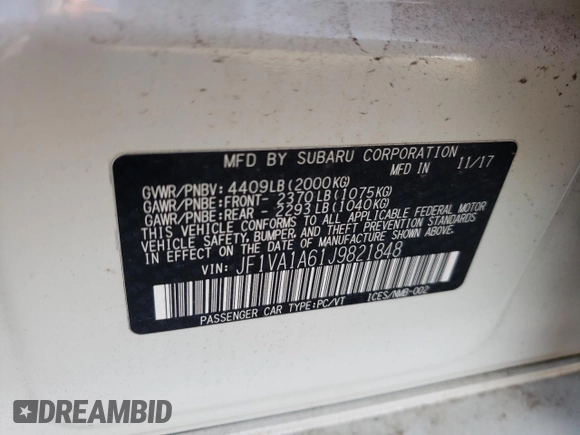 MFD BY SUBARU CORPORATION
MFD IN 11/17
GVWR/PNBV: 4409LB(2000KG)
GAWR/PNBE: FRONT- 2370LB(1075KG)
GAWR/PNBE: REAR - 2293LB(1040KG)
THIS VEHICLE CONFORMS TO ALL APPLICABLE FEDERAL MOTOR
VEHICLE SAFETY, BUMPER, AND THEFT PREVENTION STANDARDS
IN EFFECT ON THE DATE OF MANUFACTURE SHOWN ABOVE.
VIN: JF1VA1A61J9821848
PASSENGER CAR TYPE:PC/VT ICES/NMB-002
DREAMBID